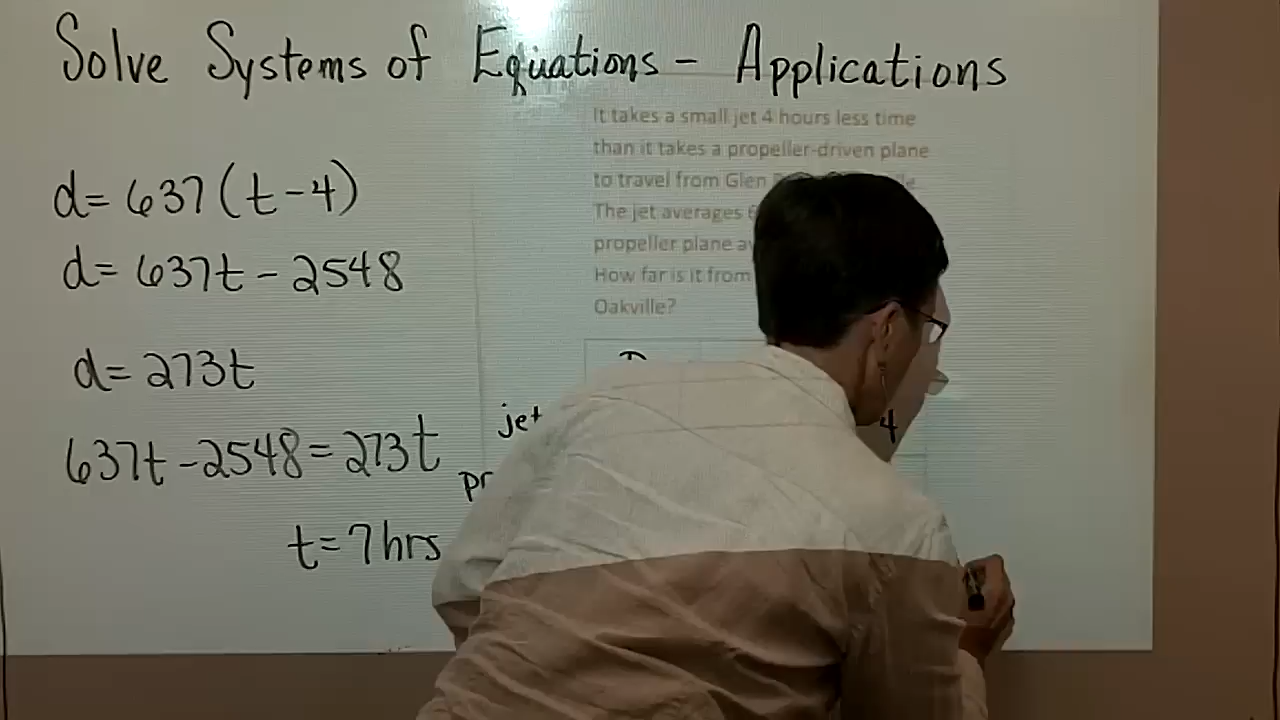 Solve Systems of Equations - Applications
It takes a small jet 4 hours less time
than it takes a propeller-driven plane
to travel from Glen
The jet averages
propeller plane
How far is it from
Oakville?
d = 637(t-4)
d = 637t - 2548
d = 273t
637t - 2548 = 273t
t = 7 hrs
jet
4